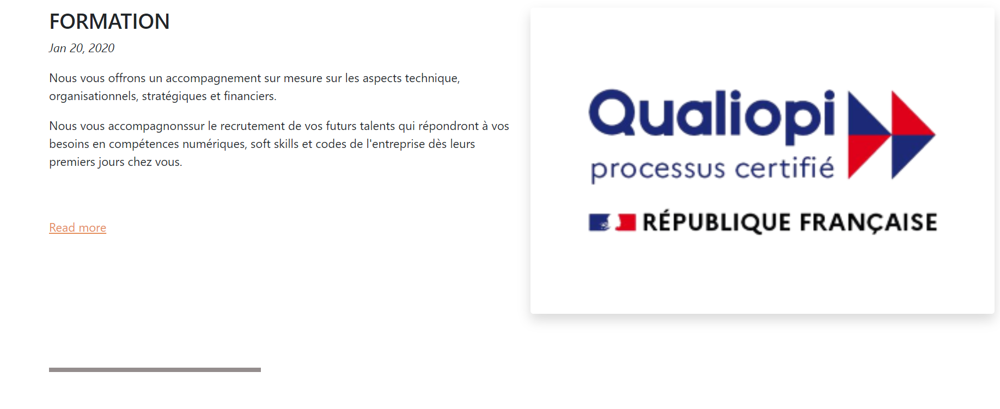 FORMATION
Jan 20, 2020
Nous vous offrons un accompagnement sur mesure sur les aspects technique,
organisationnels, stratégiques et financiers.
Nous vous accompagnonssur le recrutement de vos futurs talents qui répondront à vos
besoins en compétences numériques, soft skills et codes de l'entreprise dès leurs
premiers jours chez vous.
Read more
Qualiopi
processus certifié
RÉPUBLIQUE FRANÇAISE